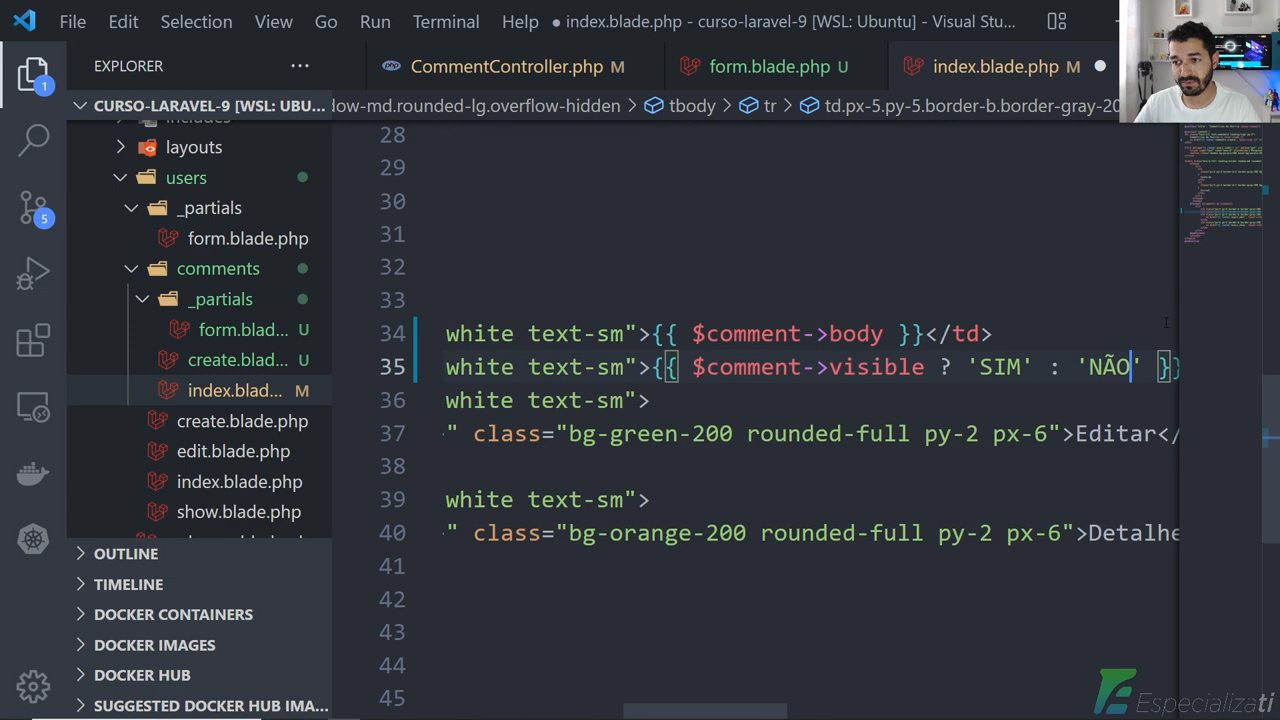 File Edit Selection View Go Run Terminal Help
index.blade.php - curso-laravel-9 [WSL: Ubuntu] - Visual Stu...
EXPLORER
CURSO-LARAVEL-9 [WSL: UBU...
includes
layouts
users
_partials
form.blade.php
comments
_partials
form.blad... U
create.blad... U
index.blad... M
create.blade.php
edit.blade.php
index.blade.php
show.blade.php
OUTLINE
TIMELINE
DOCKER CONTAINERS
DOCKER IMAGES
DOCKER HUB
SUGGESTED DOCKER HUB IMA...
1
5
php M
form.blade.php U
index.blade.php M
dow-md.rounded-lg.overflow-hidden > tbody > tr > td.px-5.py-5.border-b.border-gray-20
28
29
30
31
32
33
34 white text-sm">{{ $comment->body }}</td>
35 white text-sm">{{ $comment->visible ? 'SIM' : 'NÃO' }}
36 white text-sm">
37 " class="bg-green-200 rounded-full py-2 px-6">Editar</
38
39 white text-sm">
40 " class="bg-orange-200 rounded-full py-2 px-6">Detalhe
41
42
43
44
45
Especializati